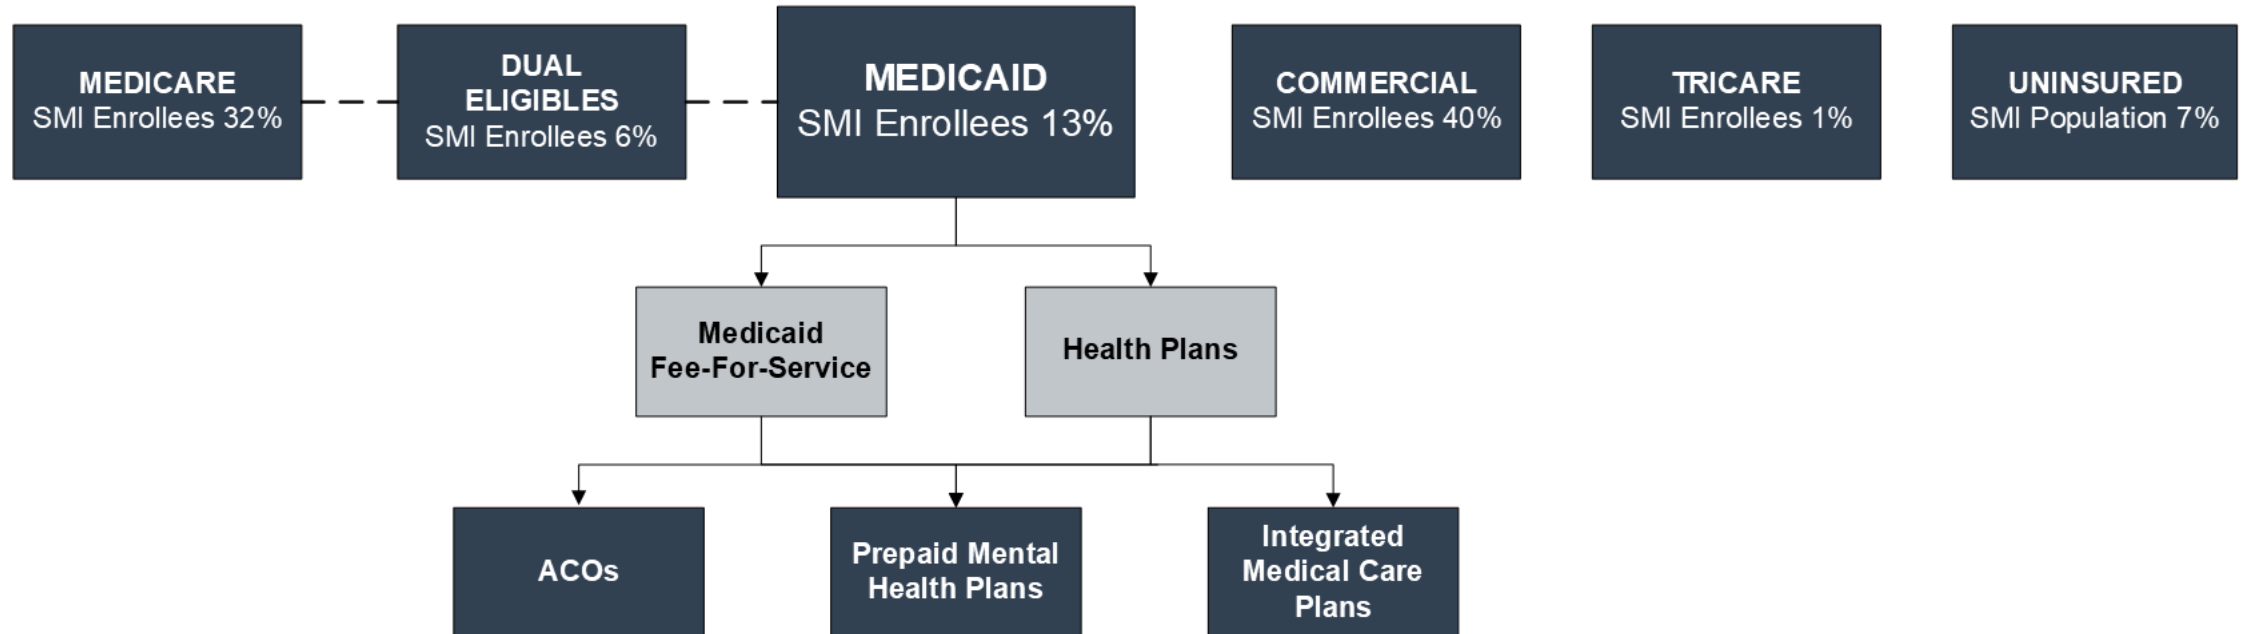 MEDICARE
SMI Enrollees 32%
DUAL
ELIGIBLES
SMI Enrollees 6%
MEDICAID
SMI Enrollees 13%
COMMERCIAL
SMI Enrollees 40%
TRICARE
SMI Enrollees 1%
UNINSURED
SMI Population 7%
Medicaid
Fee-For-Service
Health Plans
ACOs
Prepaid Mental
Health Plans
Integrated
Medical Care
Plans